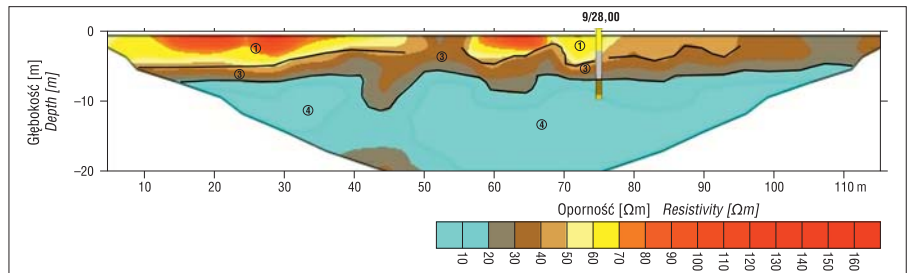 9/28,00
Głębokość [m]
Depth [m]
0
–10
–20
① ③ ① ③ ③ ④ ④
10 20 30 40 50 60 70 80 90 100 110 m
Oporność [Ωm] Resistivity [Ωm]
10 20 30 40 50 60 70 80 90 100 110 120 130 140 150 160